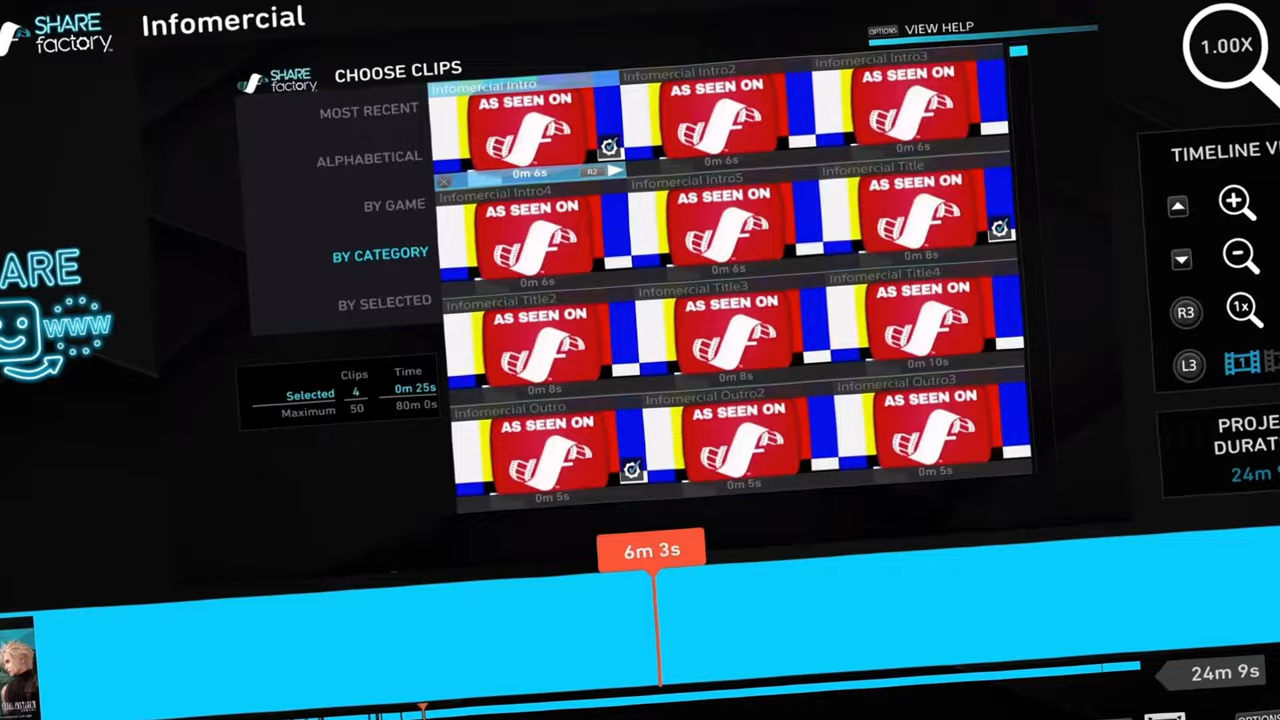 SHARE
factory™
Infomercial
OPTIONS VIEW HELP
1.00X
SHARE
factory™
CHOOSE CLIPS
MOST RECENT
ALPHABETICAL
BY GAME
BY CATEGORY
BY SELECTED
Clips Time
Selected 4 0m 25s
Maximum 50 80m 0s
Infomercial Intro
AS SEEN ON
0m 6s
R2
Infomercial Intro2
AS SEEN ON
0m 6s
Infomercial Intro3
AS SEEN ON
0m 6s
Infomercial Intro4
AS SEEN ON
0m 6s
Infomercial Intro5
AS SEEN ON
0m 6s
Infomercial Title
AS SEEN ON
0m 8s
Infomercial Title2
AS SEEN ON
0m 8s
Infomercial Title3
AS SEEN ON
0m 8s
Infomercial Title4
AS SEEN ON
0m 10s
Infomercial Outro
AS SEEN ON
0m 5s
Infomercial Outro2
AS SEEN ON
0m 5s
Infomercial Outro3
AS SEEN ON
0m 5s
TIMELINE V
R3
1x
L3
PROJE
DURAT
24m
ARE
WWW
6m 3s
24m 9s
OPTIONS